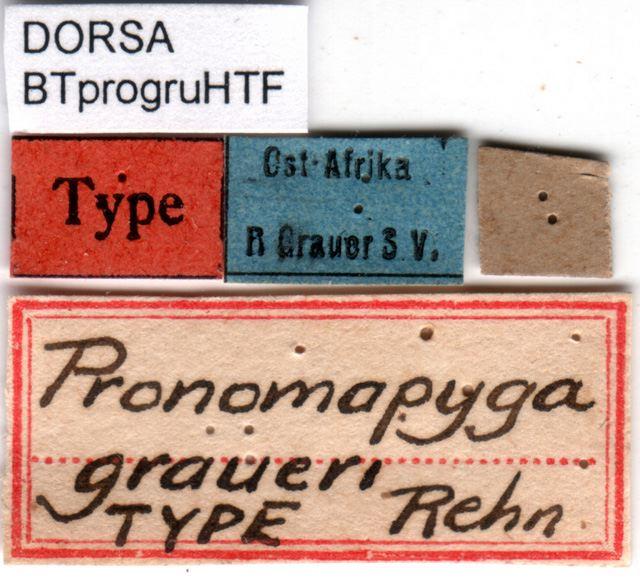 DORSA
BTprogruHTF
Type
Ost-Afrika
R Grauer S. V.
Pronomapyga
graueri
TYPE Rehn